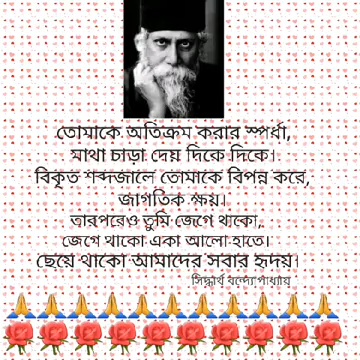 তোমাকে অতিক্রম করার স্পর্ধা,
মাথা চাড়া দেয় দিকে দিকে।
বিকৃত শব্দজালে তোমাকে বিপন্ন করে,
জাগতিক ক্ষয়।
তারপরেও তুমি জেগে থাকো,
জেগে থাকো একা আলো হাতে।
ছেয়ে থাকো আমাদের সবার হৃদয়।
সিদ্ধার্থ বন্দ্যোপাধ্যায়